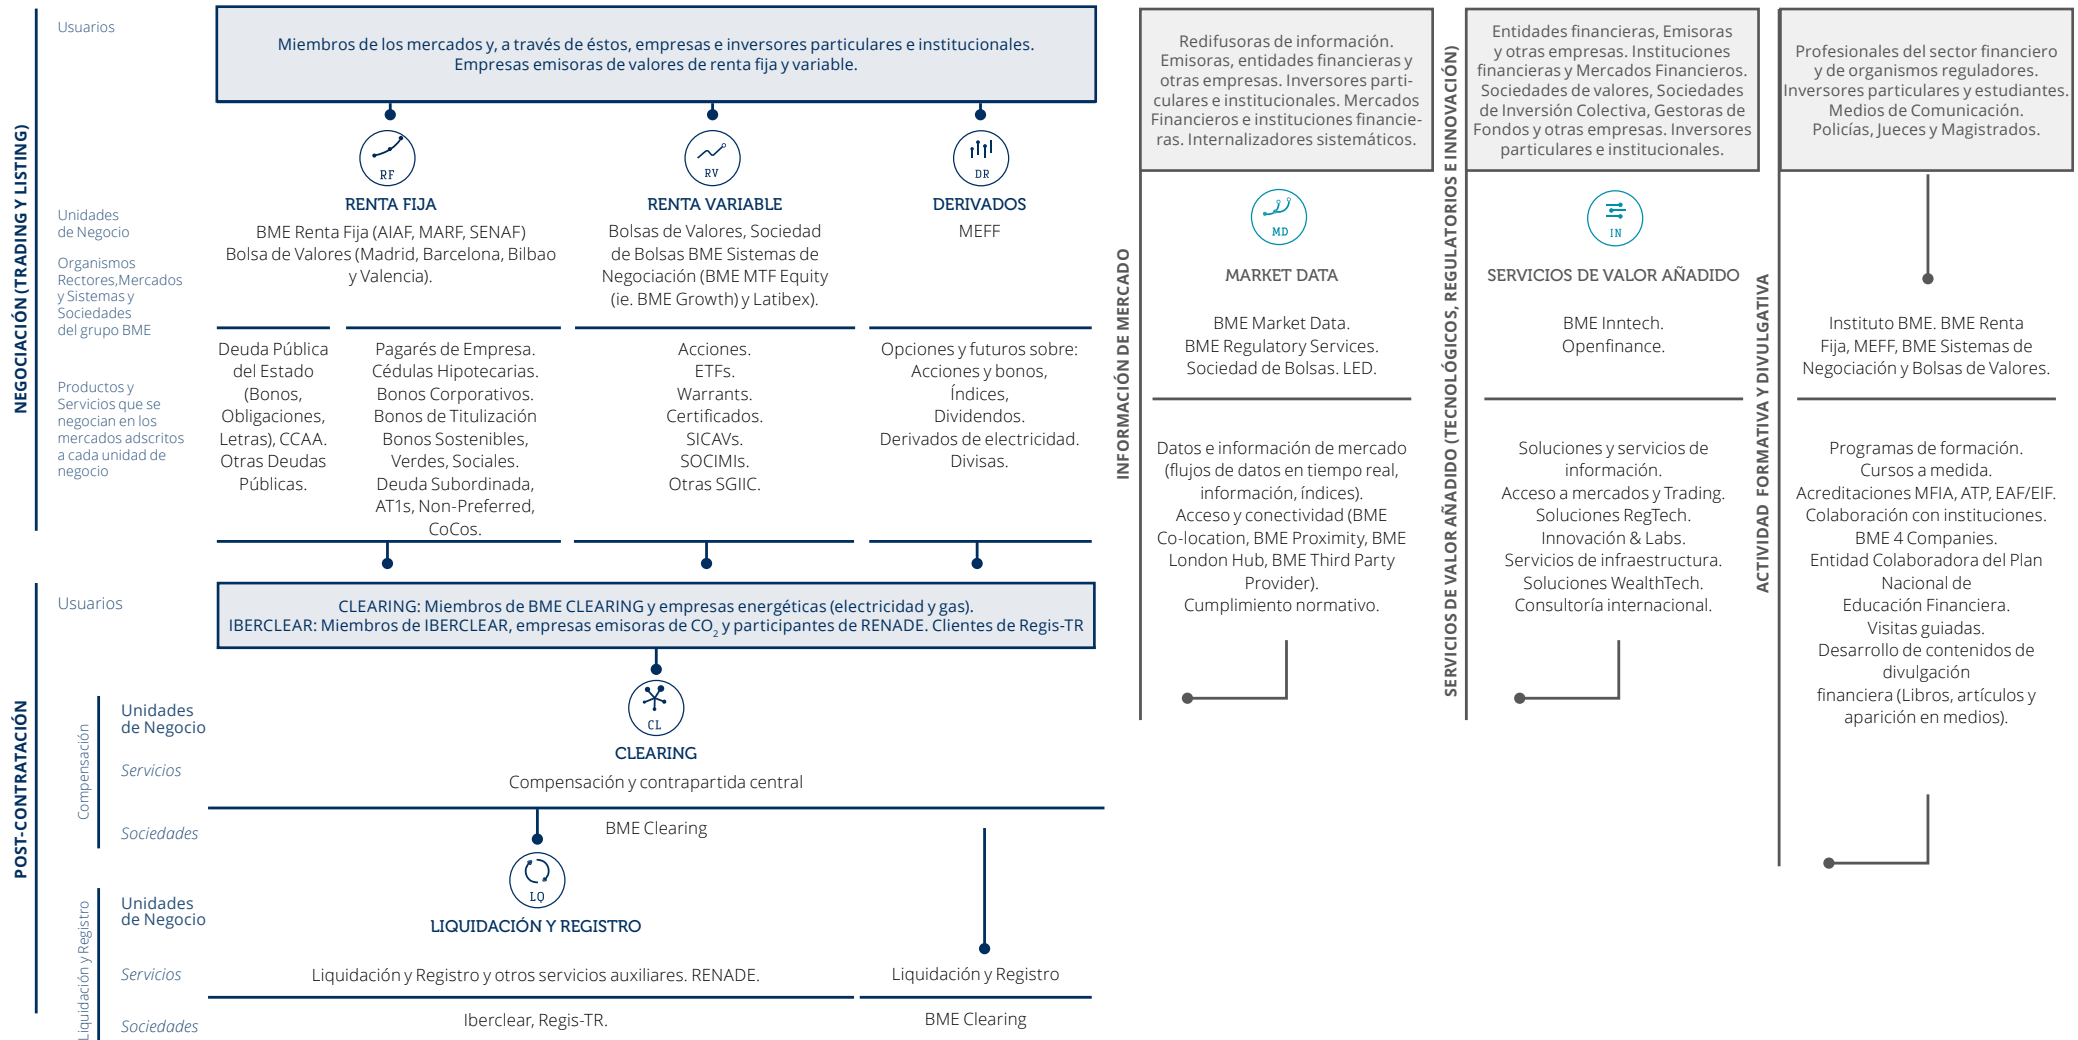 NEGOCIACIÓN (TRADING Y LISTING)
Usuarios
Miembros de los mercados y, a través de éstos, empresas e inversores particulares e institucionales.
Empresas emisoras de valores de renta fija y variable.
Unidades
de Negocio
Organismos
Rectores,Mercados
y Sistemas y
Sociedades
del grupo BME
Productos y
Servicios que se
negocian en los
mercados adscritos
a cada unidad de
negocio
RF
RENTA FIJA
BME Renta Fija (AIAF, MARF, SENAF)
Bolsa de Valores (Madrid, Barcelona, Bilbao
y Valencia).
Deuda Pública
del Estado
(Bonos,
Obligaciones,
Letras), CCAA.
Otras Deudas
Públicas.
Pagarés de Empresa.
Cédulas Hipotecarias.
Bonos Corporativos.
Bonos de Titulización
Bonos Sostenibles,
Verdes, Sociales.
Deuda Subordinada,
AT1s, Non-Preferred,
CoCos.
RV
RENTA VARIABLE
Bolsas de Valores, Sociedad
de Bolsas BME Sistemas de
Negociación (BME MTF Equity
(ie. BME Growth) y Latibex).
Acciones.
ETFs.
Warrants.
Certificados.
SICAVs.
SOCIMIs.
Otras SGIIC.
DR
DERIVADOS
MEFF
Opciones y futuros sobre:
Acciones y bonos,
Índices,
Dividendos.
Derivados de electricidad.
Divisas.
POST-CONTRATACIÓN
Usuarios
CLEARING: Miembros de BME CLEARING y empresas energéticas (electricidad y gas).
IBERCLEAR: Miembros de IBERCLEAR, empresas emisoras de CO2 y participantes de RENADE. Clientes de Regis-TR
Compensación
Unidades
de Negocio
Servicios
Sociedades
CL
CLEARING
Compensación y contrapartida central
BME Clearing
Liquidación y Registro
Unidades
de Negocio
Servicios
Sociedades
LQ
LIQUIDACIÓN Y REGISTRO
Liquidación y Registro y otros servicios auxiliares. RENADE.
Iberclear, Regis-TR.
Liquidación y Registro
BME Clearing
INFORMACIÓN DE MERCADO
Redifusoras de información.
Emisoras, entidades financieras y
otras empresas. Inversores parti-
culares e institucionales. Mercados
Financieros e instituciones financie-
ras. Internalizadores sistemáticos.
MD
MARKET DATA
BME Market Data.
BME Regulatory Services.
Sociedad de Bolsas. LED.
Datos e información de mercado
(flujos de datos en tiempo real,
información, índices).
Acceso y conectividad (BME
Co-location, BME Proximity, BME
London Hub, BME Third Party
Provider).
Cumplimiento normativo.
SERVICIOS DE VALOR AÑADIDO (TECNOLÓGICOS, REGULATORIOS E INNOVACIÓN)
Entidades financieras, Emisoras
y otras empresas. Instituciones
financieras y Mercados Financieros.
Sociedades de valores, Sociedades
de Inversión Colectiva, Gestoras de
Fondos y otras empresas. Inversores
particulares e institucionales.
IN
SERVICIOS DE VALOR AÑADIDO
BME Inntech.
Openfinance.
Soluciones y servicios de
información.
Acceso a mercados y Trading.
Soluciones RegTech.
Innovación & Labs.
Servicios de infraestructura.
Soluciones WealthTech.
Consultoría internacional.
ACTIVIDAD FORMATIVA Y DIVULGATIVA
Profesionales del sector financiero
y de organismos reguladores.
Inversores particulares y estudiantes.
Medios de Comunicación.
Policías, Jueces y Magistrados.
Instituto BME. BME Renta
Fija, MEFF, BME Sistemas de
Negociación y Bolsas de Valores.
Programas de formación.
Cursos a medida.
Acreditaciones MFIA, ATP, EAF/EIF.
Colaboración con instituciones.
BME 4 Companies.
Entidad Colaboradora del Plan
Nacional de
Educación Financiera.
Visitas guiadas.
Desarrollo de contenidos de
divulgación
financiera (Libros, artículos y
aparición en medios).